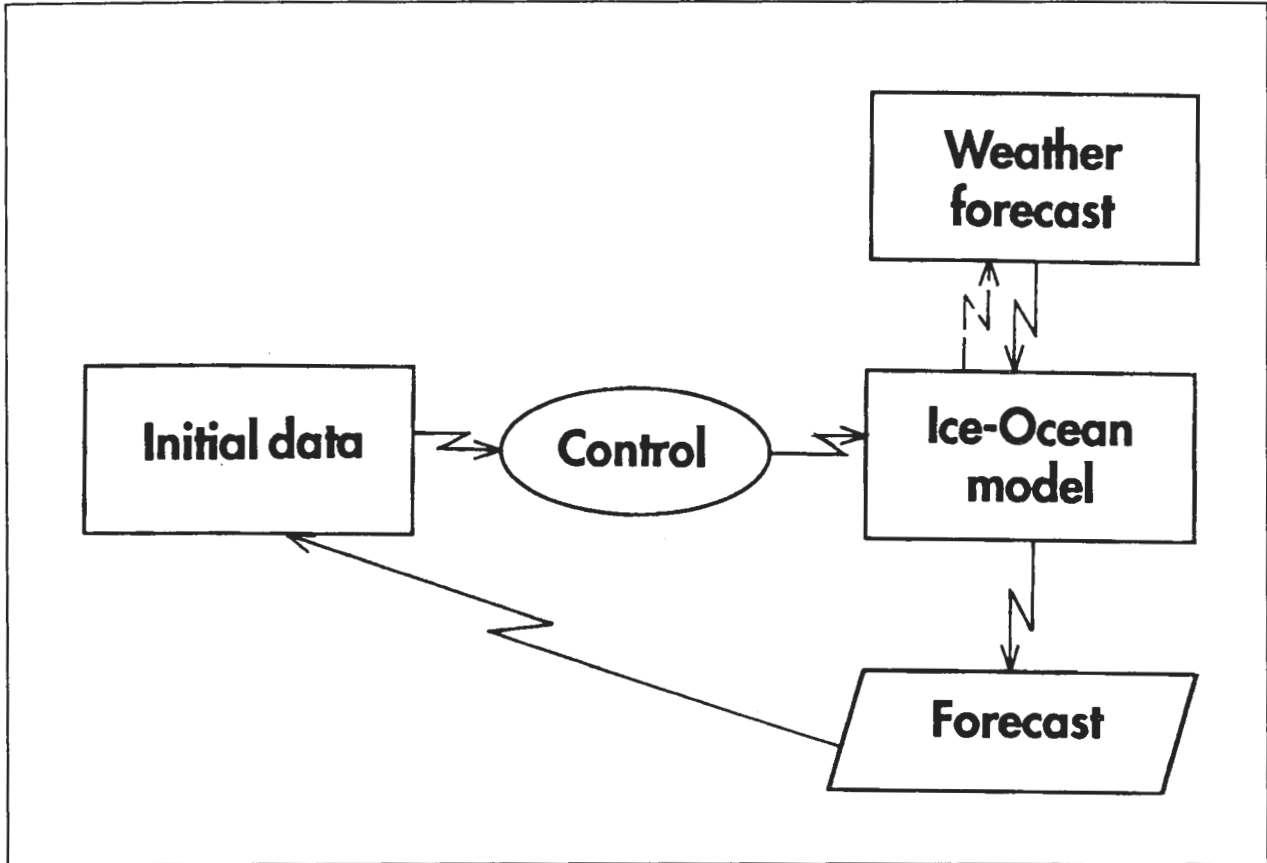 Weather
forecast
Initial data
Control
Ice-Ocean
model
Forecast